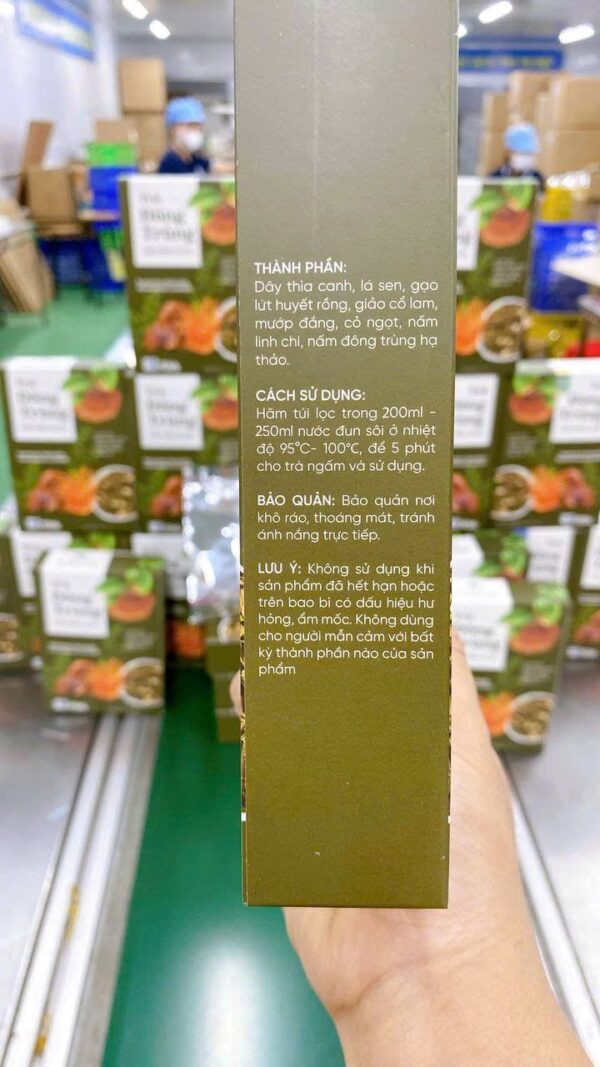 THÀNH PHẦN:
Dây thìa canh, lá sen, gạo
lứt huyết rồng, giảo cổ lam,
mướp đắng, cỏ ngọt, nấm
linh chi, nấm đông trùng hạ
thảo.
CÁCH SỬ DỤNG:
Hãm túi lọc trong 200ml -
250ml nước đun sôi ở nhiệt
độ 95°C- 100°C, để 5 phút
cho trà ngấm và sử dụng.
BẢO QUẢN: Bảo quản nơi
khô ráo, thoáng mát, tránh
ánh nắng trực tiếp.
LƯU Ý: Không sử dụng khi
sản phẩm đã hết hạn hoặc
trên bao bì có dấu hiệu hư
hỏng, ẩm mốc. Không dùng
cho người mẫn cảm với bất
kỳ thành phần nào của sản
phẩm
Đông
Trùng